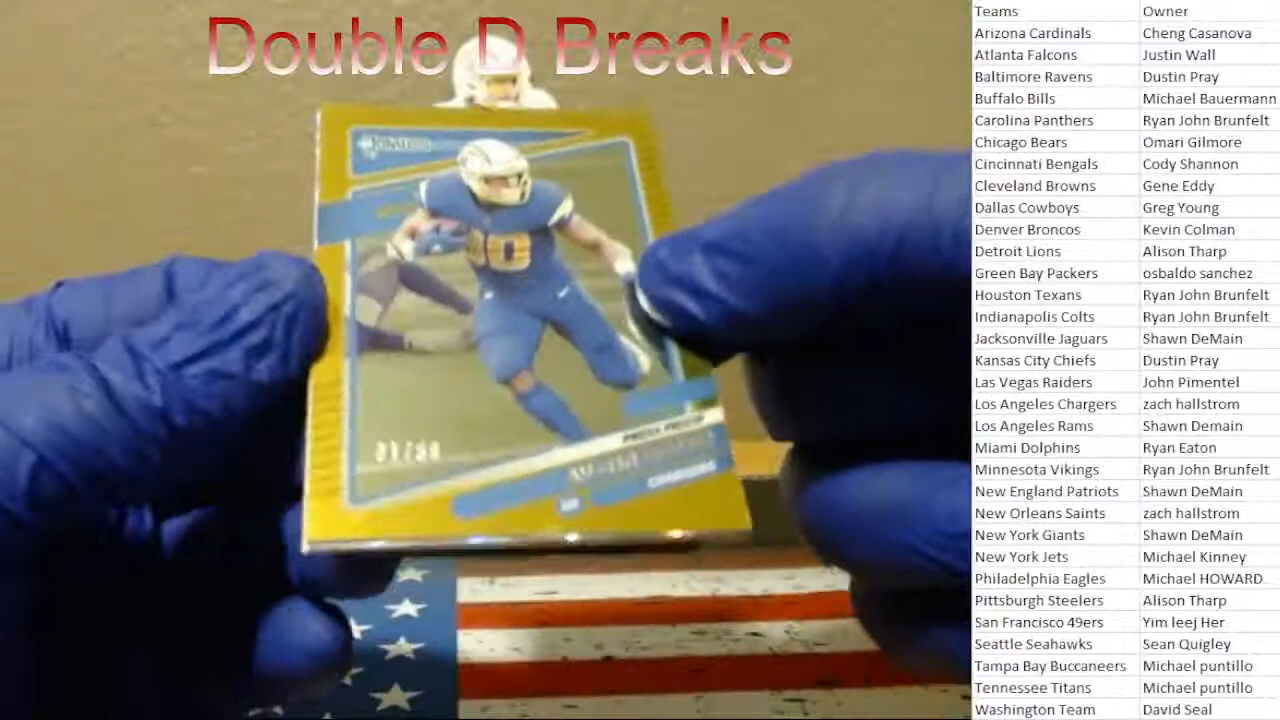 Double D Breaks
DONRUSS
30
PRESS PROOF
CHARGERS
Teams Owner
Arizona Cardinals Cheng Casanova
Atlanta Falcons Justin Wall
Baltimore Ravens Dustin Pray
Buffalo Bills Michael Bauermann
Carolina Panthers Ryan John Brunfelt
Chicago Bears Omari Gilmore
Cincinnati Bengals Cody Shannon
Cleveland Browns Gene Eddy
Dallas Cowboys Greg Young
Denver Broncos Kevin Colman
Detroit Lions Alison Tharp
Green Bay Packers osbaldo sanchez
Houston Texans Ryan John Brunfelt
Indianapolis Colts Ryan John Brunfelt
Jacksonville Jaguars Shawn DeMain
Kansas City Chiefs Dustin Pray
Las Vegas Raiders John Pimentel
Los Angeles Chargers zach hallstrom
Los Angeles Rams Shawn Demain
Miami Dolphins Ryan Eaton
Minnesota Vikings Ryan John Brunfelt
New England Patriots Shawn DeMain
New Orleans Saints zach hallstrom
New York Giants Shawn DeMain
New York Jets Michael Kinney
Philadelphia Eagles Michael HOWARD
Pittsburgh Steelers Alison Tharp
San Francisco 49ers Yim leej Her
Seattle Seahawks Sean Quigley
Tampa Bay Buccaneers Michael puntillo
Tennessee Titans Michael puntillo
Washington Team David Seal